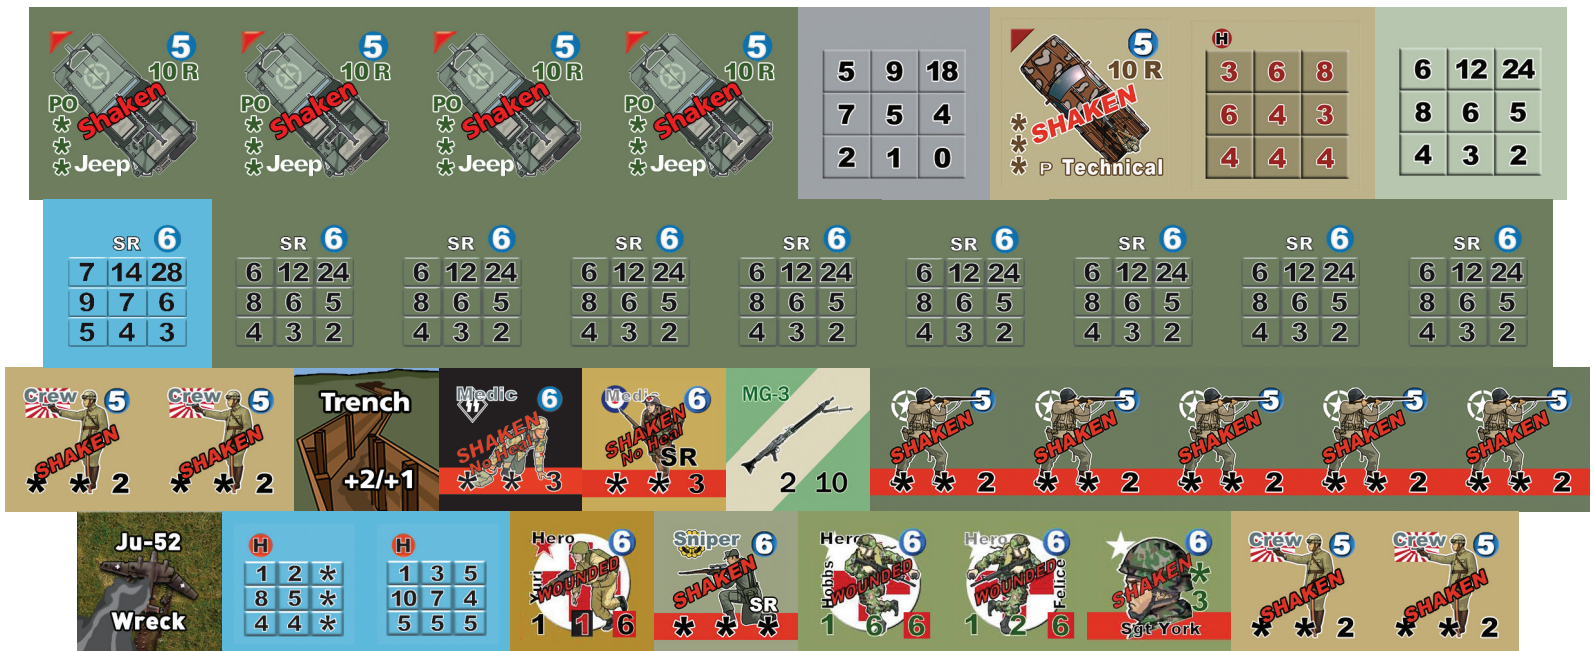 5 5 5 5 5 9 18 5 H 3 6 8 6 12 24
10 R 10 R 10 R 10 R 7 5 4 10 R 6 4 3 8 6 5
PO PO PO PO 2 1 0 4 4 4 4 3 2
Shaken Shaken Shaken Shaken SHAKEN
* * * * *
* * * * *
* Jeep * Jeep * Jeep * Jeep * P Technical
SR 6 SR 6 SR 6 SR 6 SR 6 SR 6 SR 6 SR 6 SR 6
7 14 28 6 12 24 6 12 24 6 12 24 6 12 24 6 12 24 6 12 24 6 12 24 6 12 24
9 7 6 8 6 5 8 6 5 8 6 5 8 6 5 8 6 5 8 6 5 8 6 5 8 6 5
5 4 3 4 3 2 4 3 2 4 3 2 4 3 2 4 3 2 4 3 2 4 3 2 4 3 2
Crew 5 Crew 5 Trench Medic 6 Medic 6 MG-3 5 5 5 5 5
SHAKEN SHAKEN SHAKEN SHAKEN SHAKEN SHAKEN SHAKEN SHAKEN SHAKEN
No Heal No Heal SR
* * 2 * * 2 +2/+1 * * 3 * * 3 2 10 * * 2 * * 2 * * 2 * * 2 * * 2
Ju-52 H H Hero 6 Sniper 6 Hero 6 Hero 6 6 Crew 5 Crew 5
1 2 * 1 3 5 Yuri WOUNDED SHAKEN Hobbs WOUNDED WOUNDED Felice SHAKEN * SHAKEN SHAKEN
8 5 * 10 7 4 SR 3
Wreck 4 4 * 5 5 5 1 1 6 * * * 1 6 6 1 2 6 Sgt York * * 2 * * 2